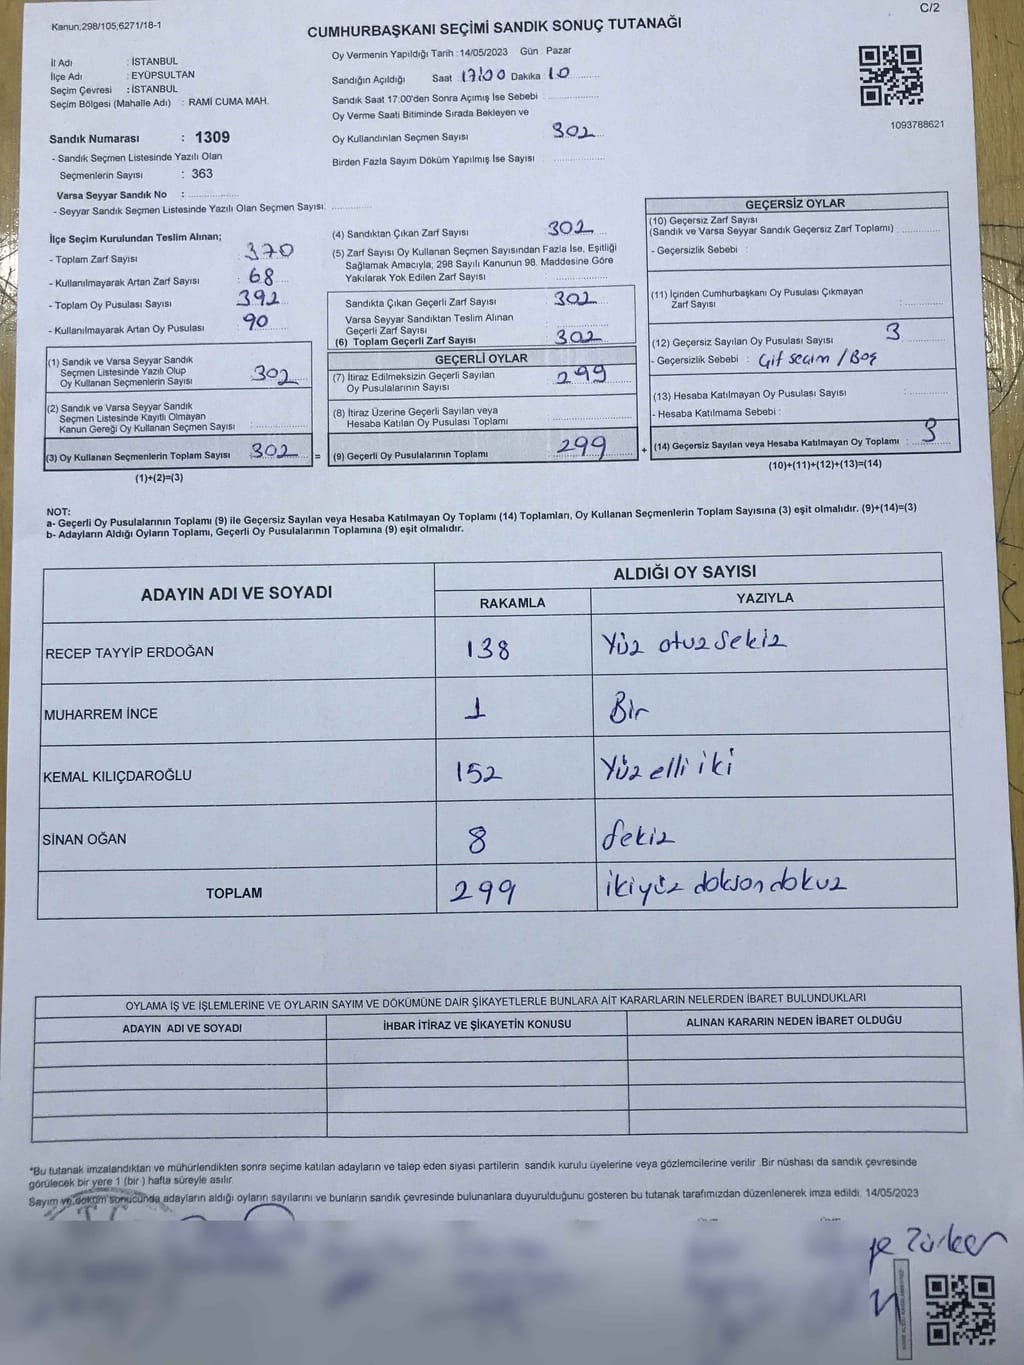 C/2
Kanun;298/105,6271/18-1
CUMHURBAŞKANI SEÇİMİ SANDIK SONUÇ TUTANAĞI
İl Adı : İSTANBUL
İlçe Adı : EYÜPSULTAN
Seçim Çevresi : İSTANBUL
Seçim Bölgesi (Mahalle Adı) : RAMİ CUMA MAH.
Oy Vermenin Yapıldığı Tarih : 14/05/2023 Gün : Pazar
Sandığın Açıldığı Saat 17:00 Dakika : 10
Sandık Saat 17:00'den Sonra Açımış İse Sebebi :
Oy Verme Saati Bitiminde Sırada Bekleyen ve
Oy Kullandırılan Seçmen Sayısı 302
Birden Fazla Sayım Döküm Yapılmış İse Sayısı
1093788621
Sandık Numarası : 1309
- Sandık Seçmen Listesinde Yazılı Olan
Seçmenlerin Sayısı : 363
Varsa Seyyar Sandık No :
- Seyyar Sandık Seçmen Listesinde Yazılı Olan Seçmen Sayısı:
İlçe Seçim Kurulundan Teslim Alınan;
- Toplam Zarf Sayısı : 370
- Kullanılmayarak Artan Zarf Sayısı : 68
- Toplam Oy Pusulası Sayısı : 392
- Kullanılmayarak Artan Oy Pusulası : 90
(1) Sandık ve Varsa Seyyar Sandık
Seçmen Listesinde Yazılı Olup
Oy Kullanan Seçmenlerin Sayısı : 302
(2) Sandık ve Varsa Seyyar Sandık
Seçmen Listesinde Kayıtlı Olmayan
Kanun Gereği Oy Kullanan Seçmen Sayısı :
(3) Oy Kullanan Seçmenlerin Toplam Sayısı 302 =
(1)+(2)=(3)
(4) Sandıktan Çıkan Zarf Sayısı 302
(5) Zarf Sayısı Oy Kullanan Seçmen Sayısından Fazla İse, Eşitliği
Sağlamak Amacıyla; 298 Sayılı Kanunun 98. Maddesine Göre
Yakılarak Yok Edilen Zarf Sayısı
Sandıkta Çıkan Geçerli Zarf Sayısı 302
Varsa Seyyar Sandıktan Teslim Alınan
Geçerli Zarf Sayısı
(6) Toplam Geçerli Zarf Sayısı 302
GEÇERLİ OYLAR
(7) İtiraz Edilmeksizin Geçerli Sayılan
Oy Pusulalarının Sayısı 299
(8) İtiraz Üzerine Geçerli Sayılan veya
Hesaba Katılan Oy Pusulası Toplamı
(9) Geçerli Oy Pusulalarının Toplamı 299 +
GEÇERSİZ OYLAR
(10) Geçersiz Zarf Sayısı
(Sandık ve Varsa Seyyar Sandık Geçersiz Zarf Toplamı)
- Geçersizlik Sebebi :
(11) İçinden Cumhurbaşkanı Oy Pusulası Çıkmayan
Zarf Sayısı :
(12) Geçersiz Sayılan Oy Pusulası Sayısı : 3
- Geçersizlik Sebebi : Çift seçim / Boş
(13) Hesaba Katılmayan Oy Pusulası Sayısı :
- Hesaba Katılmama Sebebi :
(14) Geçersiz Sayılan veya Hesaba Katılmayan Oy Toplamı : 3
(10)+(11)+(12)+(13)=(14)
NOT:
a- Geçerli Oy Pusulalarının Toplamı (9) ile Geçersiz Sayılan veya Hesaba Katılmayan Oy Toplamı (14) Toplamları, Oy Kullanan Seçmenlerin Toplam Sayısına (3) eşit olmalıdır. (9)+(14)=(3)
b- Adayların Aldığı Oyların Toplamı, Geçerli Oy Pusulalarının Toplamına (9) eşit olmalıdır.
ADAYIN ADI VE SOYADI
ALDIĞI OY SAYISI
RAKAMLA YAZIYLA
RECEP TAYYİP ERDOĞAN 138 Yüz otuz sekiz
MUHARREM İNCE 1 Bir
KEMAL KILIÇDAROĞLU 152 Yüz elli iki
SİNAN OĞAN 8 sekiz
TOPLAM 299 ikiyüz doksan dokuz
OYLAMA İŞ VE İŞLEMLERİNE VE OYLARIN SAYIM VE DÖKÜMÜNE DAİR ŞİKAYETLERLE BUNLARA AİT KARARLARIN NELERDEN İBARET BULUNDUKLARI
ADAYIN ADI VE SOYADI İHBAR İTİRAZ VE ŞİKAYETİN KONUSU ALINAN KARARIN NEDEN İBARET OLDUĞU
*Bu tutanak imzalandıktan ve mühürlendikten sonra seçime katılan adayların ve talep eden siyasi partilerin sandık kurulu üyelerine veya gözlemcilerine verilir .Bir nüshası da sandık çevresinde
görülecek bir yere 1 (bir ) hafta süreyle asılır.
Sayım ve döküm sonucunda adayların aldığı oyların sayılarını ve bunların sandık çevresinde bulunanlara duyurulduğunu gösteren bu tutanak tarafımızdan düzenlenerek imza edildi. 14/05/2023